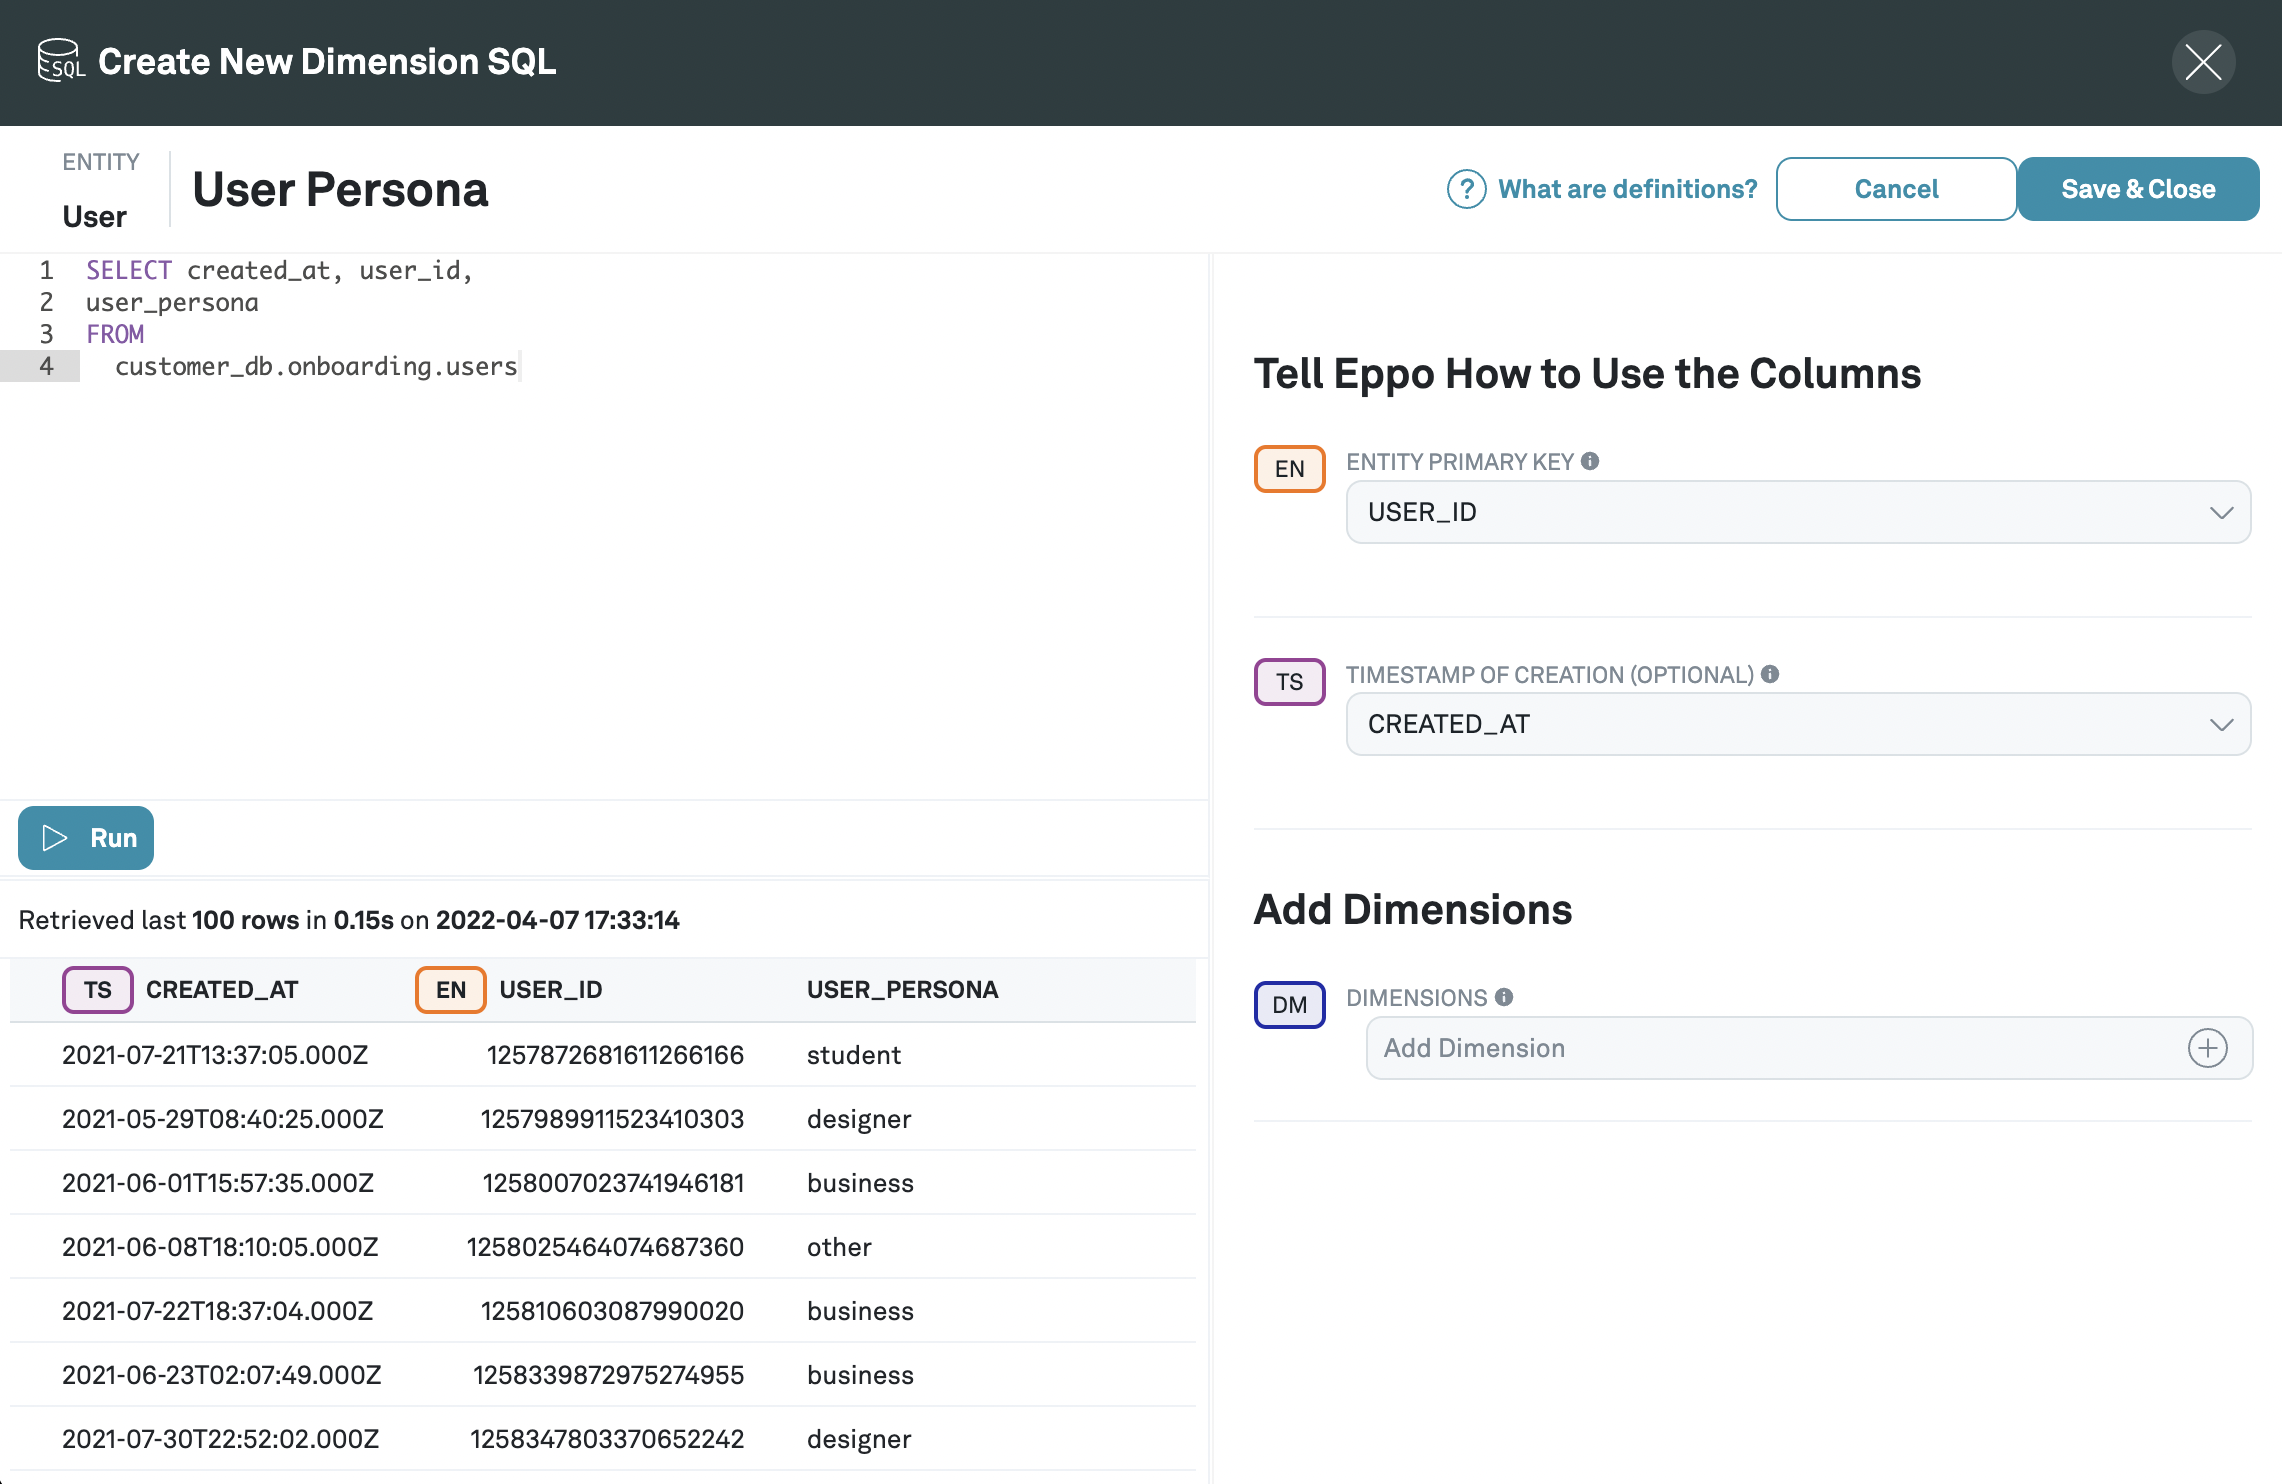 SQL Create New Dimension SQL
ENTITY
User
User Persona
? What are definitions?
Cancel
Save & Close
1 SELECT created_at, user_id,
2 user_persona
3 FROM
4 customer_db.onboarding.users
Run
Retrieved last 100 rows in 0.15s on 2022-04-07 17:33:14
TS CREATED_AT EN USER_ID USER_PERSONA
2021-07-21T13:37:05.000Z 1257872681611266166 student
2021-05-29T08:40:25.000Z 1257989911523410303 designer
2021-06-01T15:57:35.000Z 1258007023741946181 business
2021-06-08T18:10:05.000Z 1258025464074687360 other
2021-07-22T18:37:04.000Z 125810603087990020 business
2021-06-23T02:07:49.000Z 1258339872975274955 business
2021-07-30T22:52:02.000Z 1258347803370652242 designer
Tell Eppo How to Use the Columns
EN ENTITY PRIMARY KEY
USER_ID
TS TIMESTAMP OF CREATION (OPTIONAL)
CREATED_AT
Add Dimensions
DM DIMENSIONS
Add Dimension